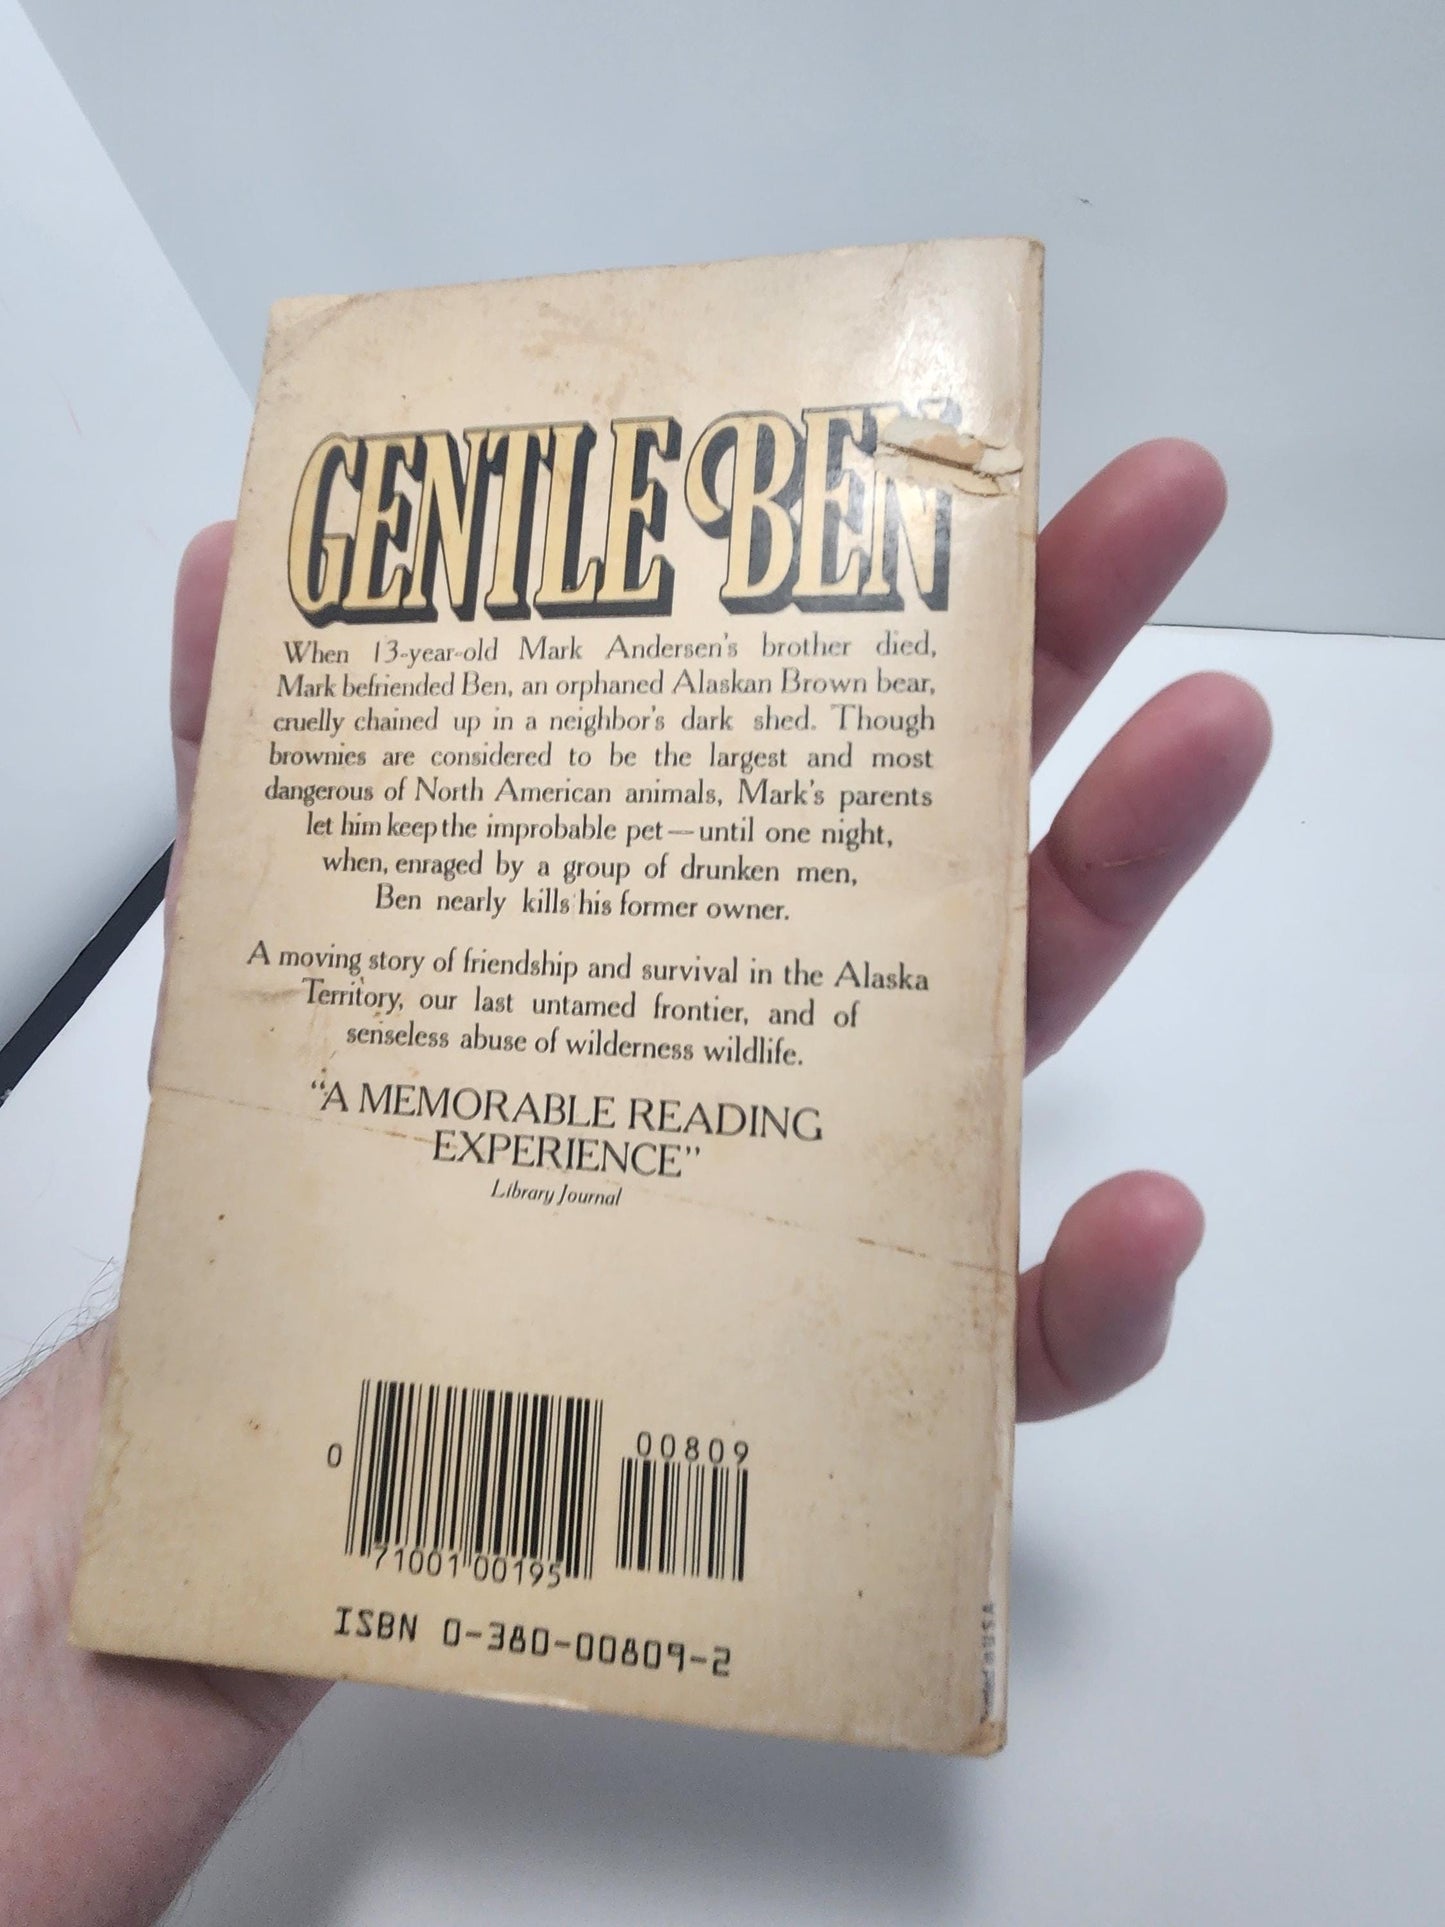 GENTLE BEN
When 13-year-old Mark Andersen's brother died,
Mark befriended Ben, an orphaned Alaskan Brown bear,
cruelly chained up in a neighbor's dark shed. Though
brownies are considered to be the largest and most
dangerous of North American animals, Mark's parents
let him keep the improbable pet—until one night,
when, enraged by a group of drunken men,
Ben nearly kills his former owner.
A moving story of friendship and survival in the Alaska
Territory, our last untamed frontier, and of
senseless abuse of wilderness wildlife.
"A MEMORABLE READING
EXPERIENCE"
Library Journal
00809
0
71001 00195
ISBN 0-380-00809-2
Printed in U.S.A.